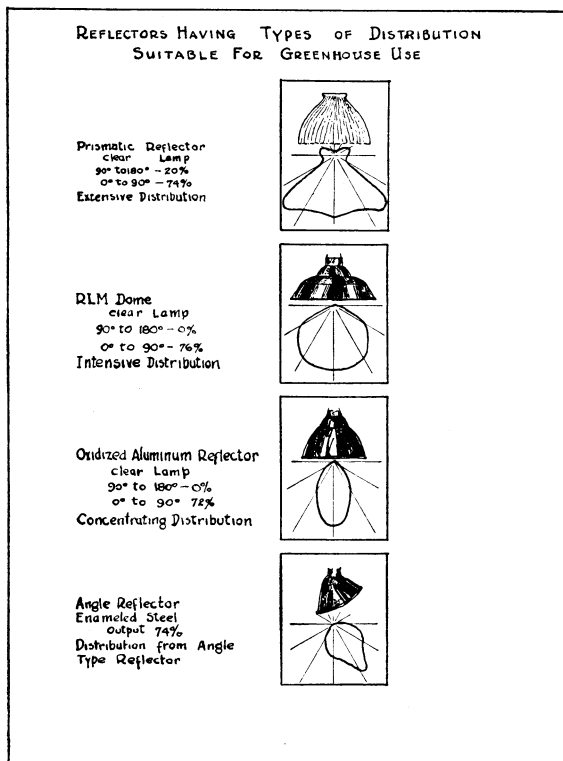 REFLECTORS HAVING TYPES OF DISTRIBUTION
SUITABLE FOR GREENHOUSE USE
Prismatic Reflector
clear Lamp
90° to 180° – 20%
0° to 90° – 74%
Extensive Distribution
RLM Dome
clear Lamp
90° to 180° – 0%
0° to 90° – 76%
Intensive Distribution
Oxidized Aluminum Reflector
clear Lamp
90° to 180° – 0%
0° to 90° 72%
Concentrating Distribution
Angle Reflector
Enameled Steel
Output 74%
Distribution from Angle
Type Reflector